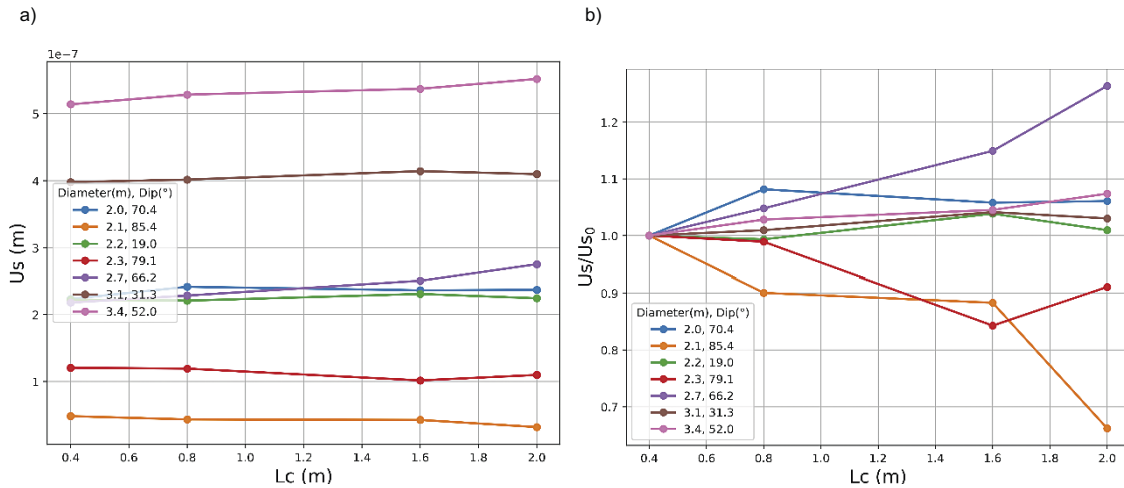 a)
1e−7
5
4
3
2
1
Us (m)
Diameter(m), Dip(°)
2.0, 70.4
2.1, 85.4
2.2, 19.0
2.3, 79.1
2.7, 66.2
3.1, 31.3
3.4, 52.0
0.4 0.6 0.8 1.0 1.2 1.4 1.6 1.8 2.0
Lc (m)
b)
1.2
1.1
1.0
0.9
0.8
0.7
Us/Us0
Diameter(m), Dip(°)
2.0, 70.4
2.1, 85.4
2.2, 19.0
2.3, 79.1
2.7, 66.2
3.1, 31.3
3.4, 52.0
0.4 0.6 0.8 1.0 1.2 1.4 1.6 1.8 2.0
Lc (m)